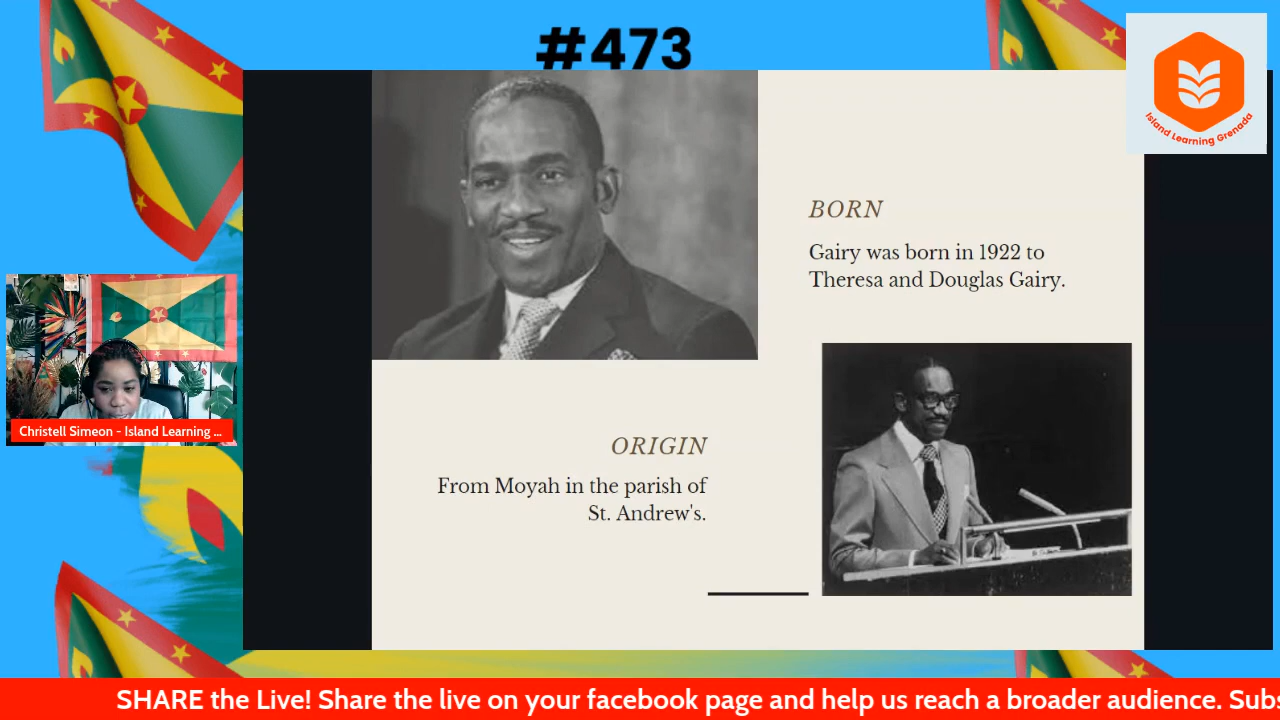 #473
Island Learning Grenada
BORN
Gairy was born in 1922 to
Theresa and Douglas Gairy.
Christell Simeon - Island Learning ...
ORIGIN
From Moyah in the parish of
St. Andrew's.
SHARE the Live! Share the live on your facebook page and help us reach a broader audience. Subs